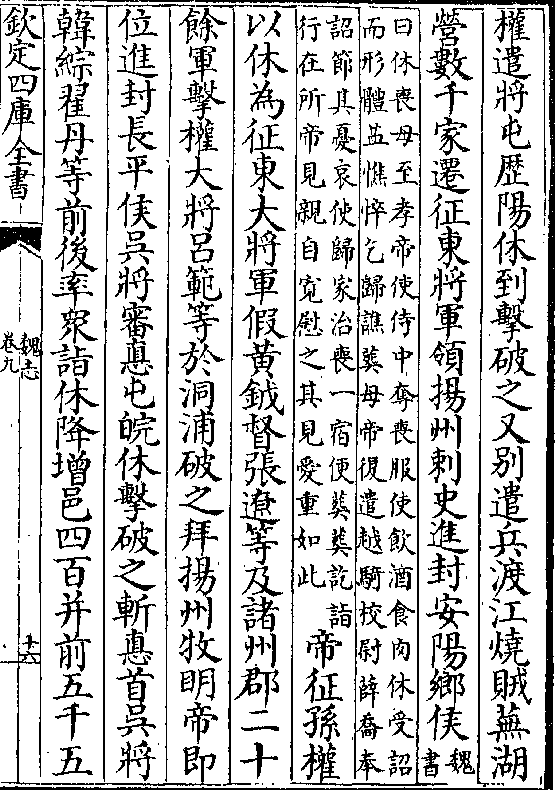 權遣將屯歴陽休到擊破之又别遣兵渡江燒賊蕪湖
營數千家遷征東將軍領揚州刺史進封安陽鄉侯魏書
曰休喪母至孝帝使侍中奪喪服使飲酒食肉休受詔
而形體益憔悴乞歸譙葬母帝復遣越騎校尉薛喬奉
詔節其憂哀使歸家治喪一宿便葬葬訖詣
行在所帝見親自寛慰之其見愛重如此
帝征孫權
以休為征東大將軍假黃鉞督張遼等及諸州郡二十
餘軍擊權大將呂範等於洞浦破之拜揚州牧明帝即
位進封長平侯吳將審悳屯皖休擊破之斬悳首吳將
韓綜翟丹等前後率衆詣休降增邑四百并前五千五
欽定四庫全書
魏志
卷九
十六